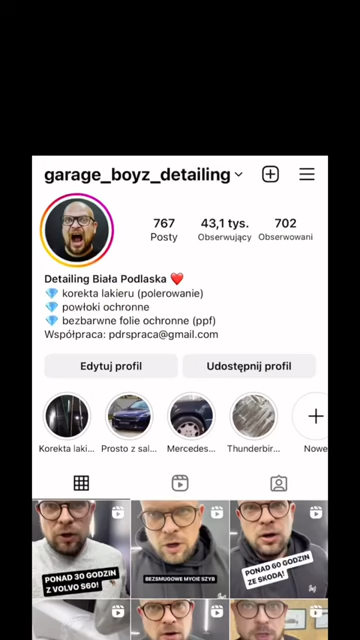 garage_boyz_detailing
767
43,1 tys.
702
Posty
Obserwujący
Obserwowani
Detailing Biała Podlaska ❤️
💎 korekta lakieru (polerowanie)
💎 powłoki ochronne
💎 bezbarwne folie ochronne (ppf)
Współpraca: pdrspraca@gmail.com
Edytuj profil
Udostępnij profil
Korekta laki...
Prosto z sal...
Mercedes...
Thunderbir...
Nowe
PONAD 30 GODZIN
Z VOLVO S60!
BEZSMUGOWE MYCIE SZYB
PONAD 60 GODZIN
ZE SKODĄ!